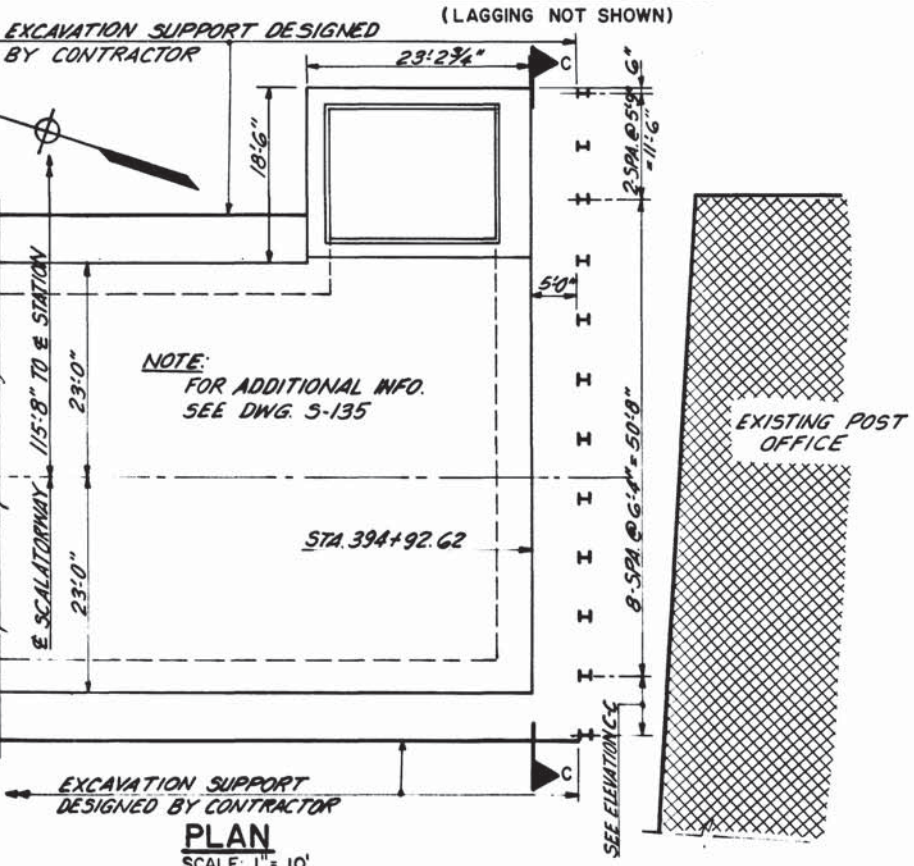 (LAGGING NOT SHOWN)
EXCAVATION SUPPORT DESIGNED
BY CONTRACTOR
23'-2¾"
C
6"
2-SPA.@5'9"
=11'-6"
18'-6"
5'-0"
℄ SCALATORWAY 115'-8" TO ℄ STATION
23'-0"
NOTE:
FOR ADDITIONAL INFO.
SEE DWG. S-135
8-SPA.@6'-4"=50'-8"
EXISTING POST
OFFICE
STA. 394+92.62
23'-0"
SEE ELEVATION C-C
C
EXCAVATION SUPPORT
DESIGNED BY CONTRACTOR
PLAN
SCALE: 1"=10'